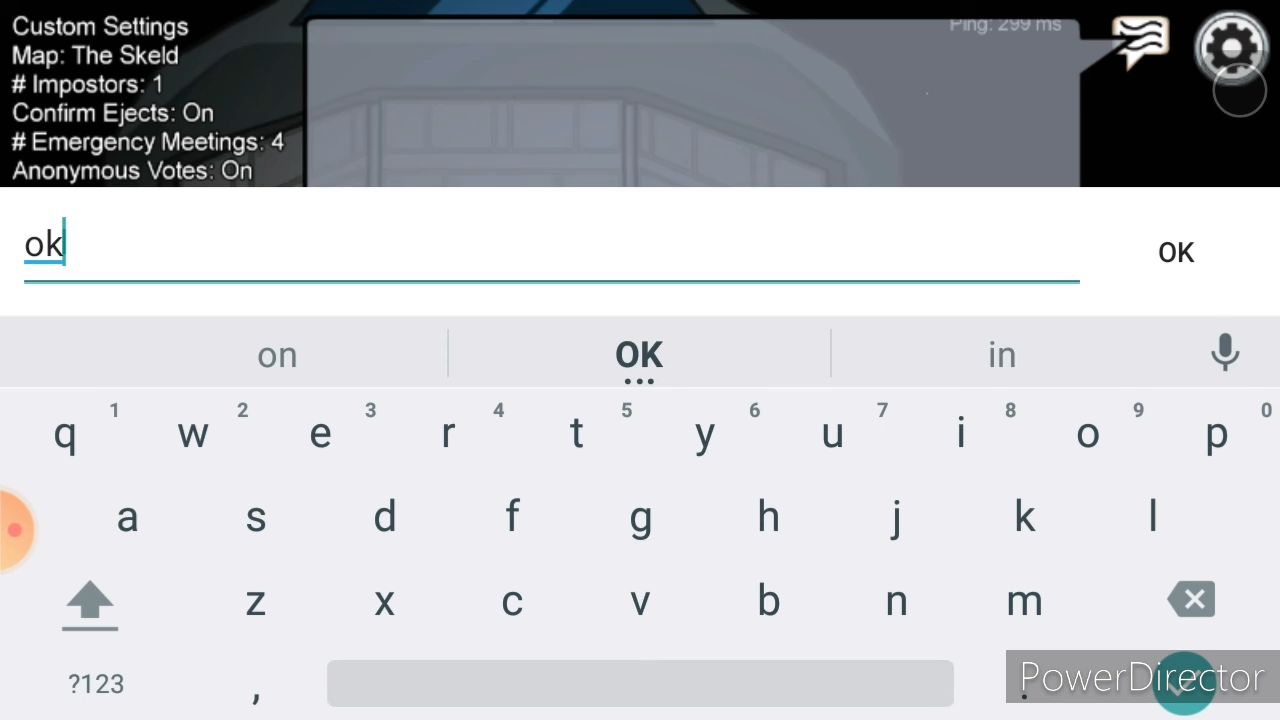 Custom Settings
Map: The Skeld
# Impostors: 1
Confirm Ejects: On
# Emergency Meetings: 4
Anonymous Votes: On
Ping: 299 ms
ok
OK
on
OK
in
1 2 3 4 5 6 7 8 9 0
q w e r t y u i o p
a s d f g h j k l
z x c v b n m
?123 , .
PowerDirector